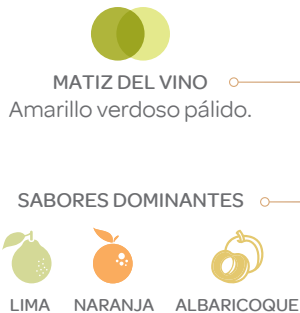 MATIZ DEL VINO
Amarillo verdoso pálido.
SABORES DOMINANTES
LIMA NARANJA ALBARICOQUE